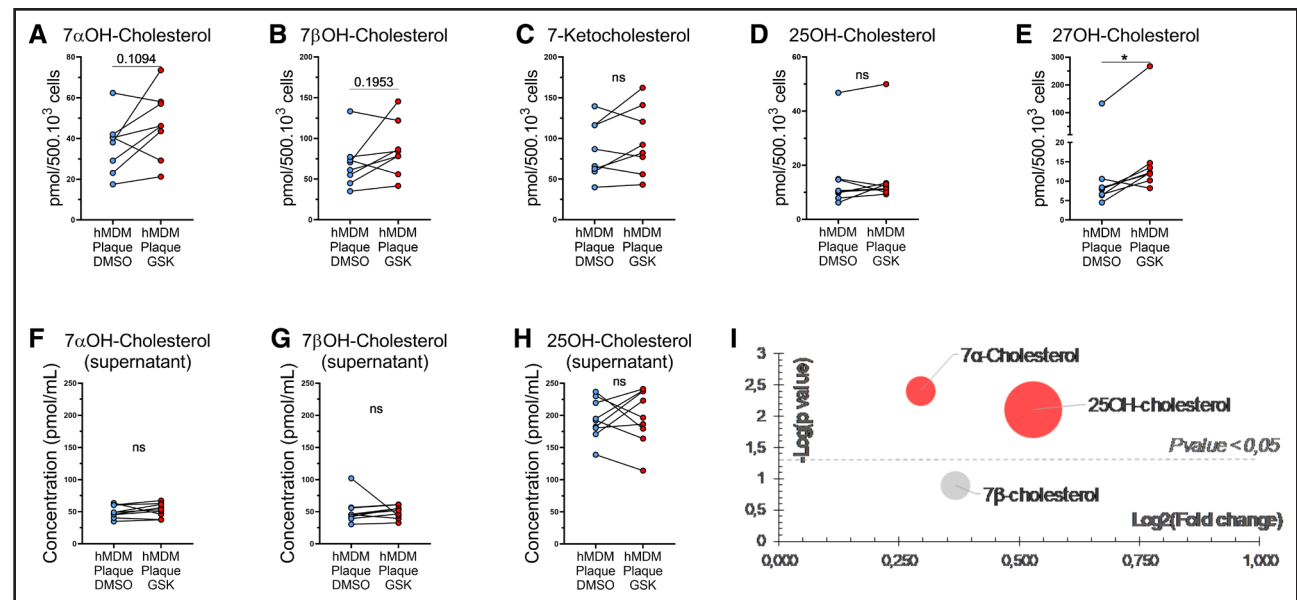 A 7αOH-Cholesterol
B 7βOH-Cholesterol
C 7-Ketocholesterol
D 25OH-Cholesterol
E 27OH-Cholesterol
pmol/500.10³ cells
80
60
40
20
0
0.1094
hMDM Plaque DMSO
hMDM Plaque GSK
pmol/500.10³ cells
200
150
100
50
0
0.1953
hMDM Plaque DMSO
hMDM Plaque GSK
pmol/500.10³ cells
200
150
100
50
0
ns
hMDM Plaque DMSO
hMDM Plaque GSK
pmol/500.10³ cells
60
40
20
0
ns
hMDM Plaque DMSO
hMDM Plaque GSK
pmol/500.10³ cells
300
200
100
20
15
10
5
0
*
hMDM Plaque DMSO
hMDM Plaque GSK
F 7αOH-Cholesterol
(supernatant)
Concentration (pmol/mL)
250
200
150
100
50
0
ns
hMDM Plaque DMSO
hMDM Plaque GSK
G 7βOH-Cholesterol
(supernatant)
Concentration (pmol/mL)
250
200
150
100
50
0
ns
hMDM Plaque DMSO
hMDM Plaque GSK
H 25OH-Cholesterol
(supernatant)
Concentration (pmol/mL)
250
200
150
100
50
0
ns
hMDM Plaque DMSO
hMDM Plaque GSK
I
-Log(p value)
3
2,5
2
1,5
1
0,5
0
7α-Cholesterol
25OH-cholesterol
P value < 0,05
7β-cholesterol
Log2(Fold change)
0,000
0,250
0,500
0,750
1,000